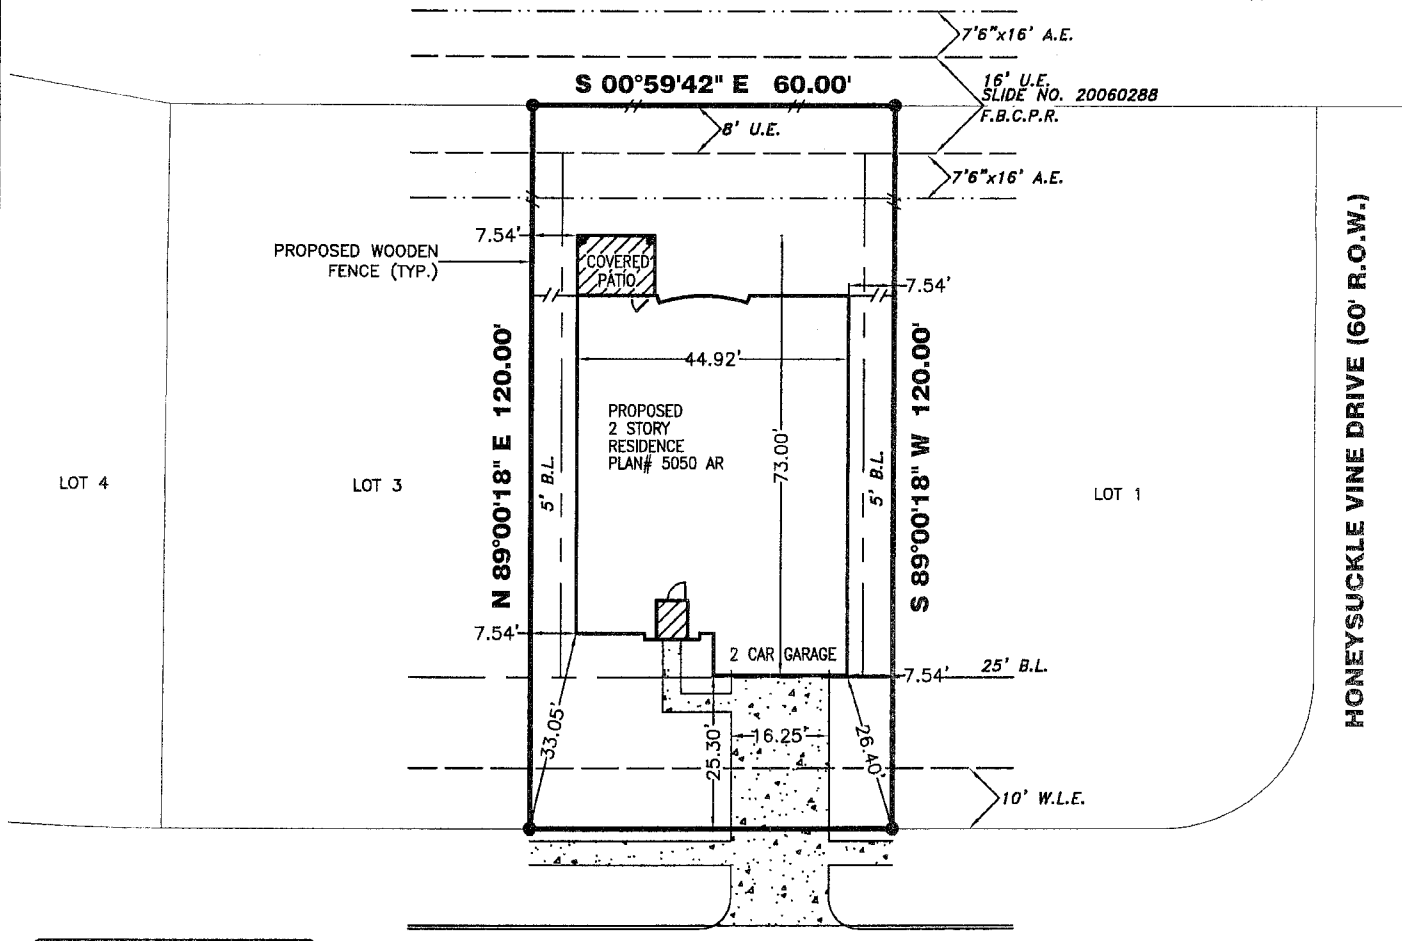 7'6"x16' A.E.
S 00°59'42" E 60.00'
16' U.E.
SLIDE NO. 20060288
F.B.C.P.R.
8' U.E.
7'6"x16' A.E.
7.54'
PROPOSED WOODEN
FENCE (TYP.)
COVERED
PATIO
7.54'
44.92'
N 89°00'18" E 120.00'
S 89°00'18" W 120.00'
HONEYSUCKLE VINE DRIVE (60' R.O.W.)
PROPOSED
2 STORY
RESIDENCE
PLAN# 5050 AR
73.00'
5' B.L.
5' B.L.
LOT 4
LOT 3
LOT 1
7.54'
2 CAR GARAGE
7.54'
25' B.L.
33.05'
25.30'
16.25'
26.40'
10' W.L.E.